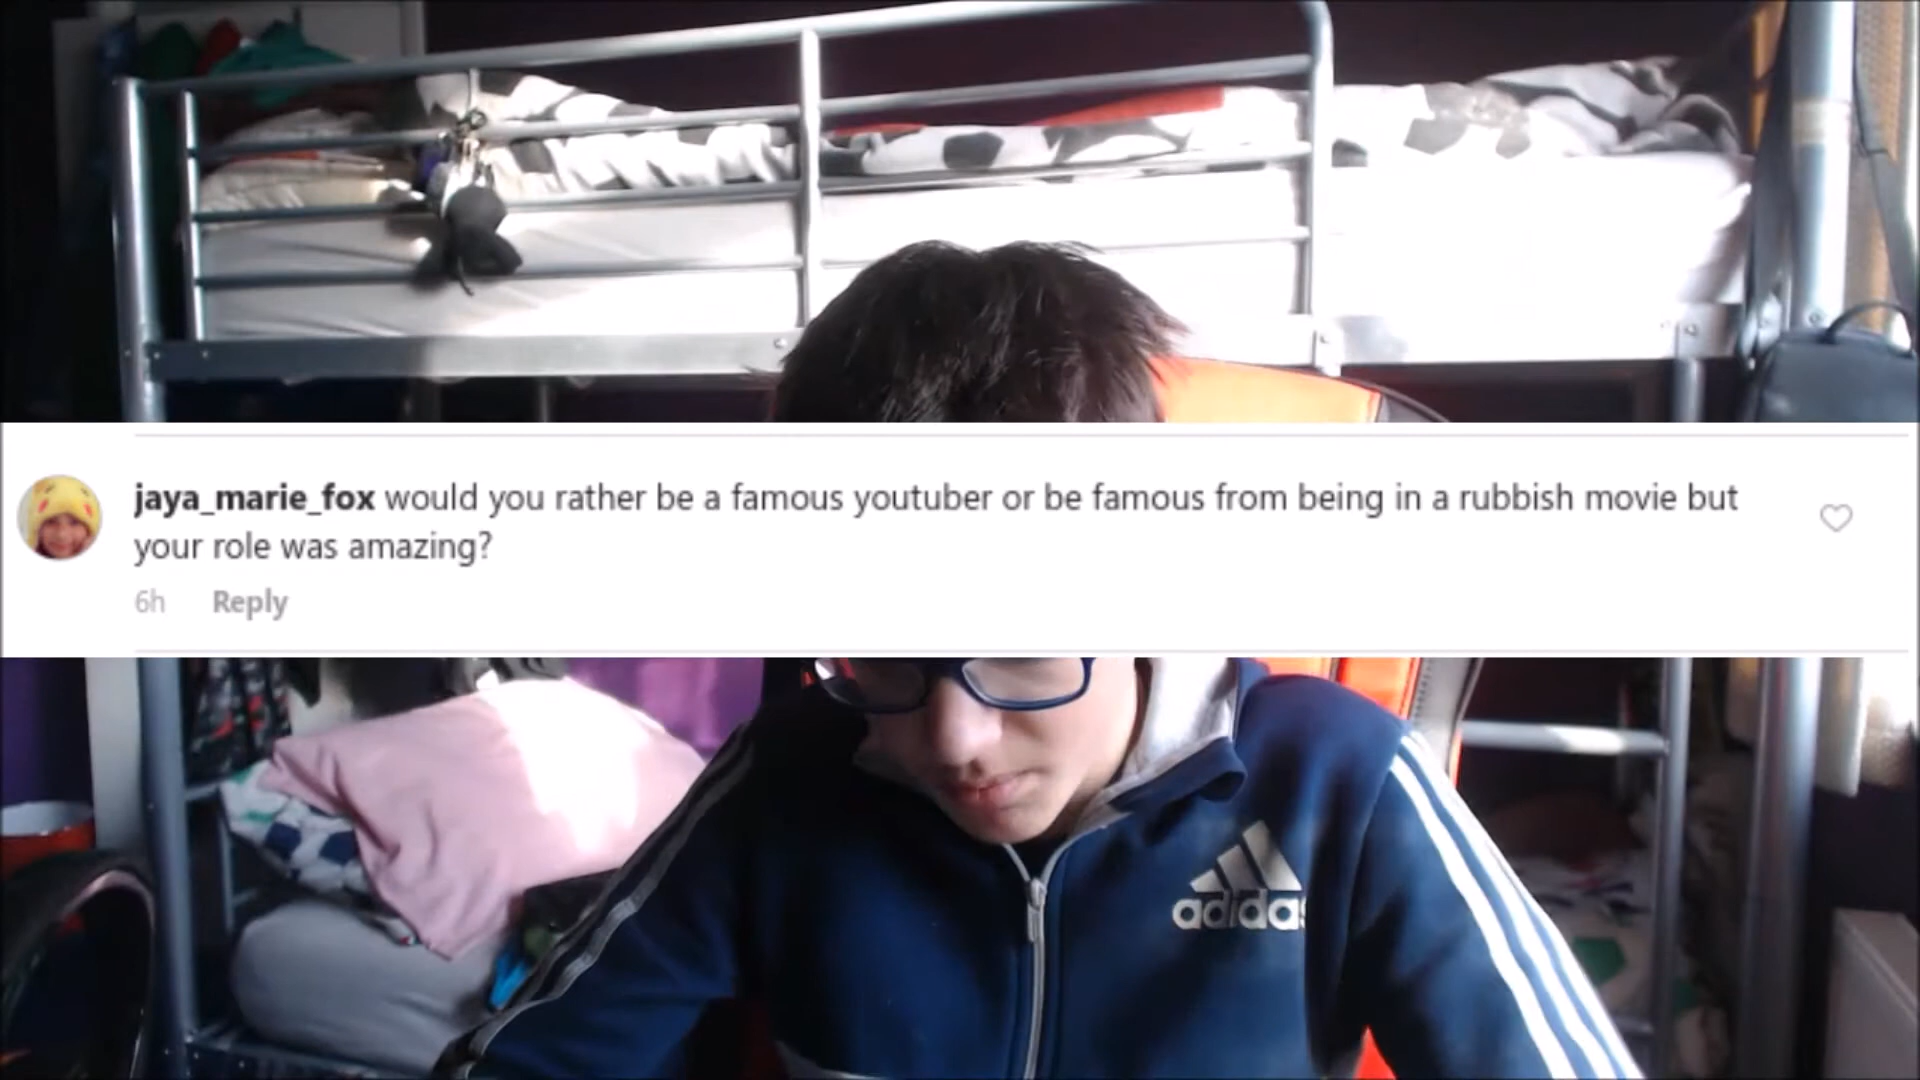 jaya_marie_fox would you rather be a famous youtuber or be famous from being in a rubbish movie but
your role was amazing?
6h Reply
adidas